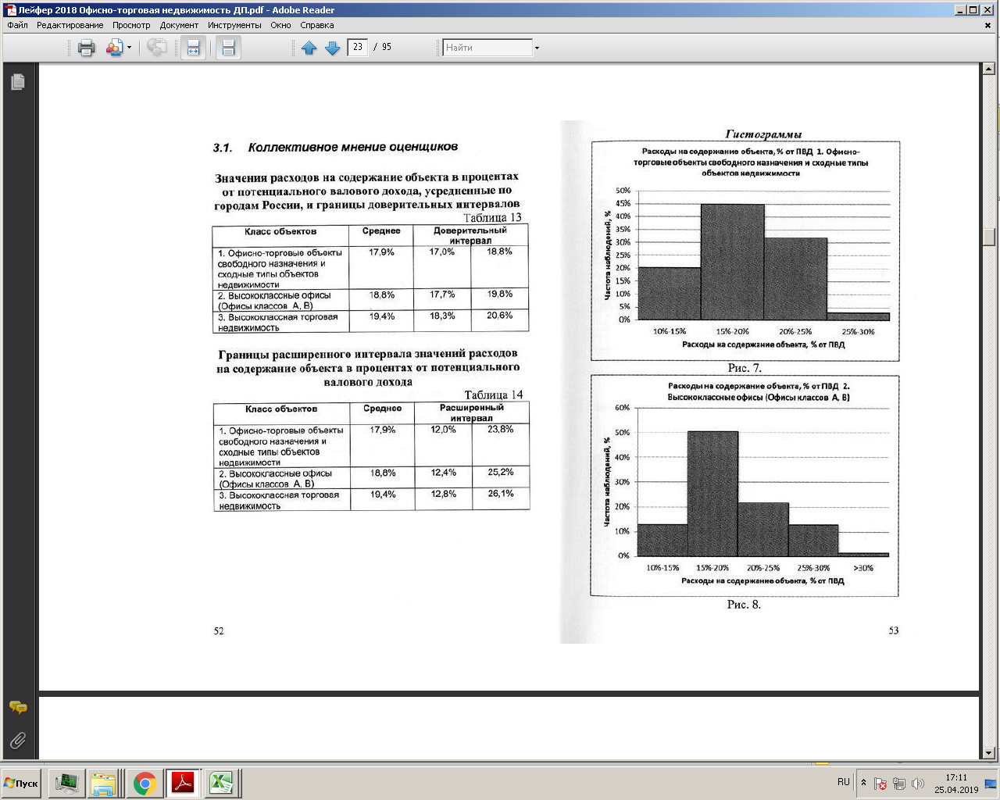 Лейфер 2018 Офисно-торговая недвижимость ДП.pdf - Adobe Reader
Файл Редактирование Просмотр Документ Инструменты Окно Справка
23 / 95 Найти
3.1. Коллективное мнение оценщиков
Значения расходов на содержание объекта в процентах
от потенциального валового дохода, усредненные по
городам России, и границы доверительных интервалов
Таблица 13
Класс объектов Среднее Доверительный
интервал
1. Офисно-торговые объекты 17,9% 17,0% 18,8%
свободного назначения и
сходные типы объектов
недвижимости
2. Высококлассные офисы 18,8% 17,7% 19,8%
(Офисы классов А, В)
3. Высококлассная торговая 19,4% 18,3% 20,6%
недвижимость
Границы расширенного интервала значений расходов
на содержание объекта в процентах от потенциального
валового дохода
Таблица 14
Класс объектов Среднее Расширенный
интервал
1. Офисно-торговые объекты 17,9% 12,0% 23,8%
свободного назначения и
сходные типы объектов
недвижимости
2. Высококлассные офисы 18,8% 12,4% 25,2%
(Офисы классов А, В)
3. Высококлассная торговая 19,4% 12,8% 26,1%
недвижимость
52
Гистограммы
Расходы на содержание объекта, % от ПВД 1. Офисно-
торговые объекты свободного назначения и сходные типы
объектов недвижимости
Частота наблюдений, %
50%
45%
40%
35%
30%
25%
20%
15%
10%
5%
0%
10%-15% 15%-20% 20%-25% 25%-30%
Расходы на содержание объекта, % от ПВД
Рис. 7.
Расходы на содержание объекта, % от ПВД 2.
Высококлассные офисы (Офисы классов А, В)
Частота наблюдений, %
60%
50%
40%
30%
20%
10%
0%
10%-15% 15%-20% 20%-25% 25%-30% >30%
Расходы на содержание объекта, % от ПВД
Рис. 8.
53
Пуск
RU
17:11
25.04.2019